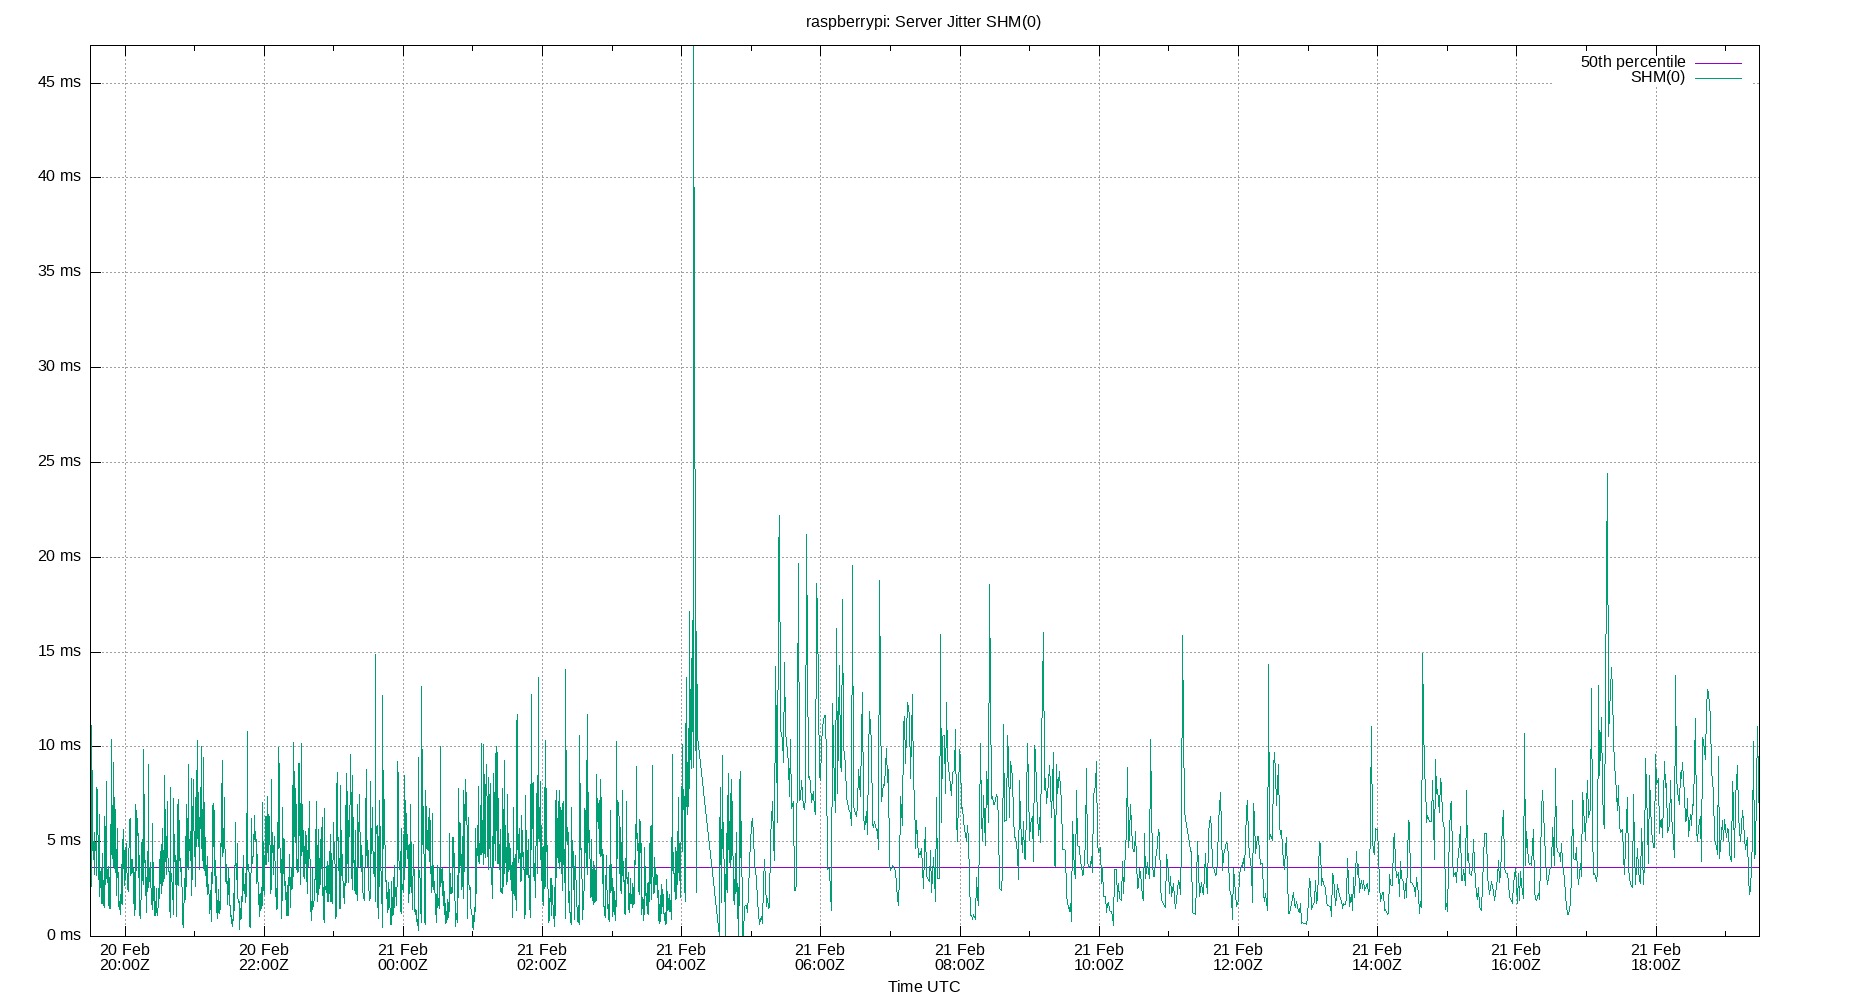 raspberrypi: Server Jitter SHM(0)
50th percentile
SHM(0)
45 ms
40 ms
35 ms
30 ms
25 ms
20 ms
15 ms
10 ms
5 ms
0 ms
20 Feb 20 Feb 21 Feb 21 Feb 21 Feb 21 Feb 21 Feb 21 Feb 21 Feb 21 Feb 21 Feb 21 Feb
20:00Z 22:00Z 00:00Z 02:00Z 04:00Z 06:00Z 08:00Z 10:00Z 12:00Z 14:00Z 16:00Z 18:00Z
Time UTC